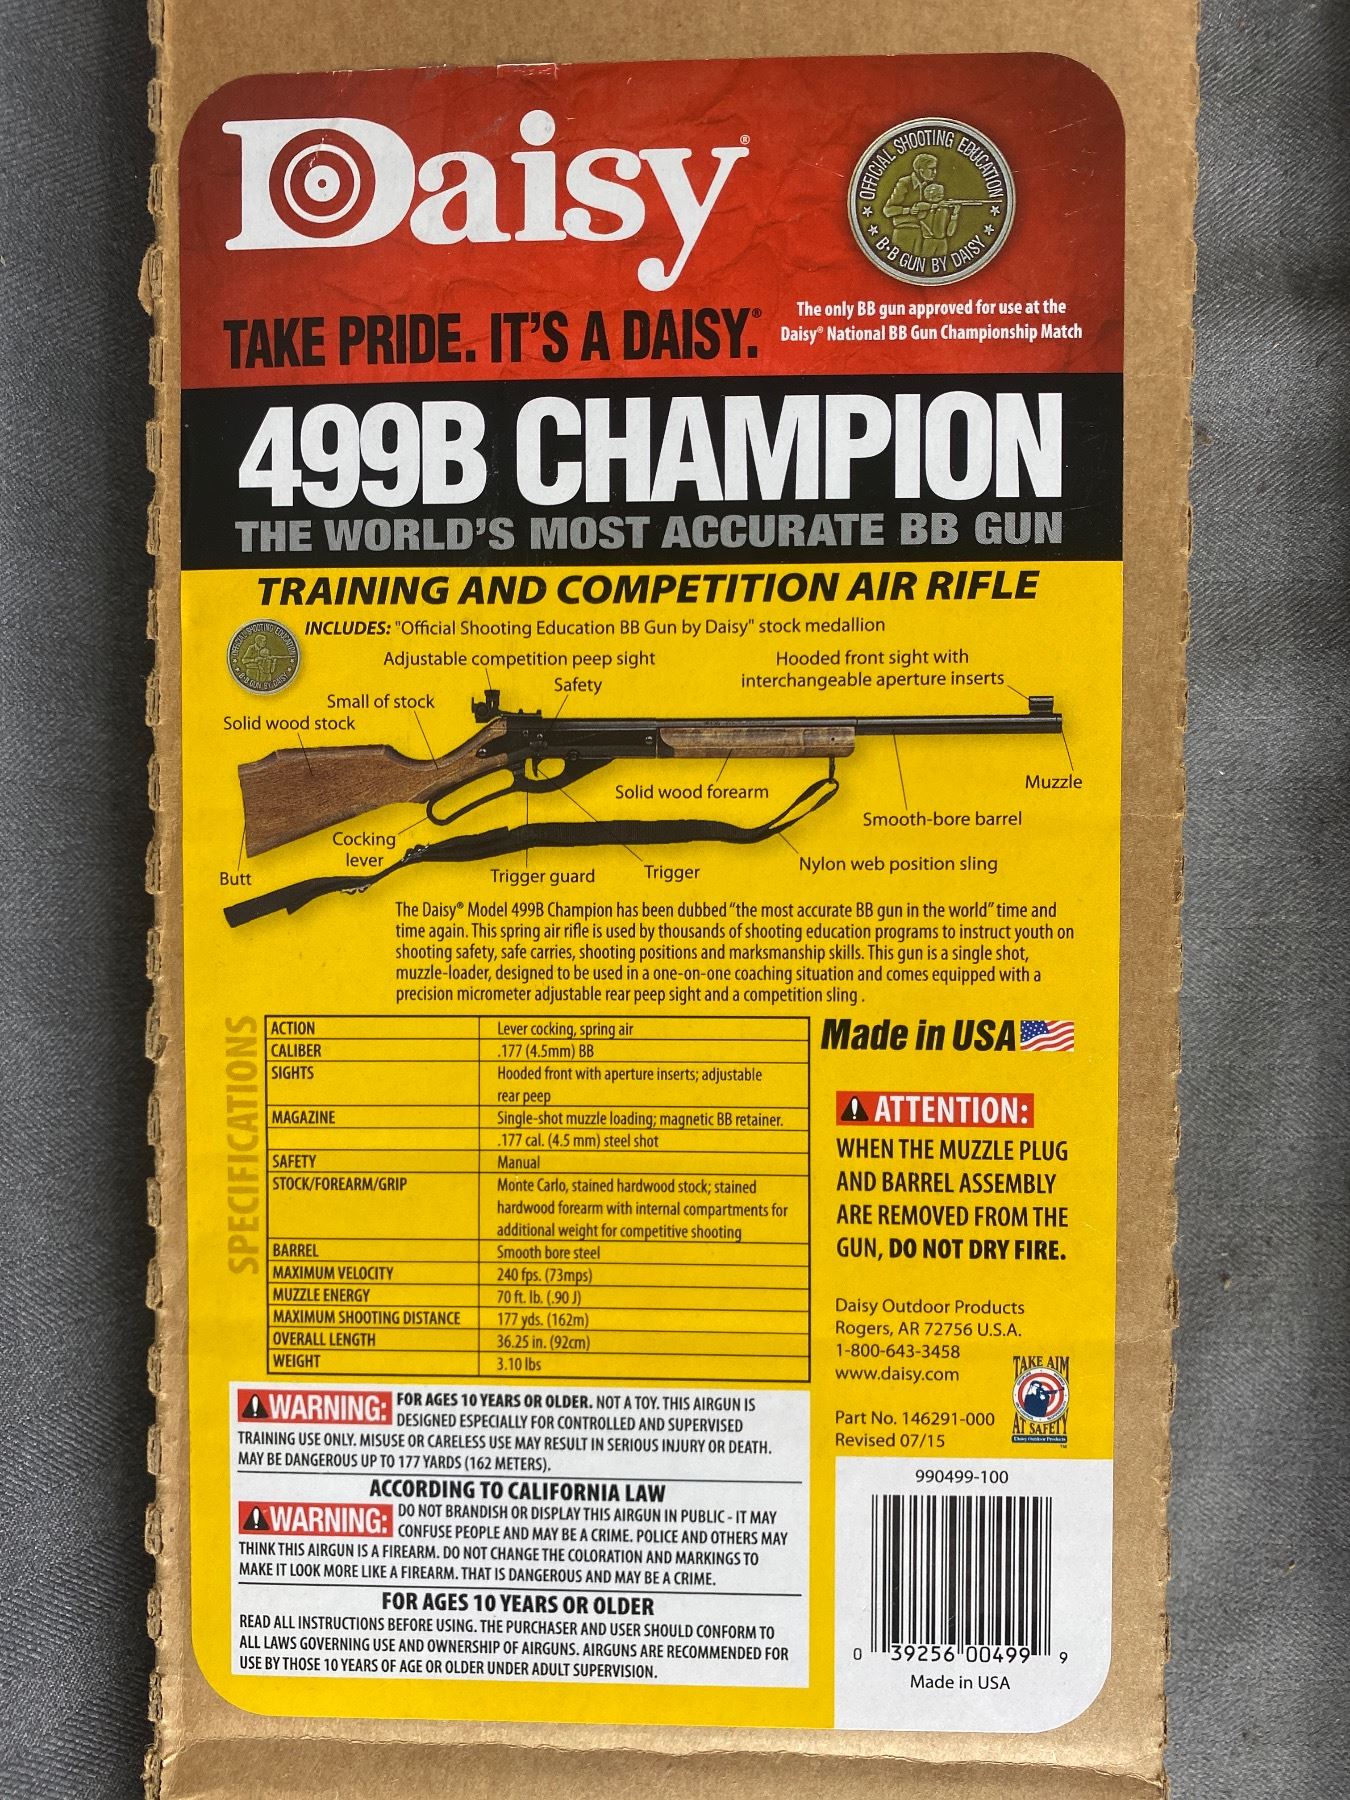 Daisy®
OFFICIAL SHOOTING EDUCATION
B·B GUN BY DAISY
TAKE PRIDE. IT'S A DAISY.®
The only BB gun approved for use at the
Daisy® National BB Gun Championship Match
499B CHAMPION
THE WORLD'S MOST ACCURATE BB GUN
TRAINING AND COMPETITION AIR RIFLE
INCLUDES: "Official Shooting Education BB Gun by Daisy" stock medallion
OFFICIAL SHOOTING EDUCATION
B·B GUN BY DAISY
Adjustable competition peep sight
Hooded front sight with
interchangeable aperture inserts
Safety
Small of stock
Solid wood stock
Solid wood forearm
Muzzle
Smooth-bore barrel
Cocking
lever
Butt
Trigger guard
Trigger
Nylon web position sling
The Daisy® Model 499B Champion has been dubbed "the most accurate BB gun in the world" time and
time again. This spring air rifle is used by thousands of shooting education programs to instruct youth on
shooting safety, safe carries, shooting positions and marksmanship skills. This gun is a single shot,
muzzle-loader, designed to be used in a one-on-one coaching situation and comes equipped with a
precision micrometer adjustable rear peep sight and a competition sling .
SPECIFICATIONS
ACTION Lever cocking, spring air
CALIBER .177 (4.5mm) BB
SIGHTS Hooded front with aperture inserts; adjustable
rear peep
MAGAZINE Single-shot muzzle loading; magnetic BB retainer.
.177 cal. (4.5 mm) steel shot
SAFETY Manual
STOCK/FOREARM/GRIP Monte Carlo, stained hardwood stock; stained
hardwood forearm with internal compartments for
additional weight for competitive shooting
BARREL Smooth bore steel
MAXIMUM VELOCITY 240 fps. (73mps)
MUZZLE ENERGY 70 ft. lb. (.90 J)
MAXIMUM SHOOTING DISTANCE 177 yds. (162m)
OVERALL LENGTH 36.25 in. (92cm)
WEIGHT 3.10 lbs
Made in USA
ATTENTION:
WHEN THE MUZZLE PLUG
AND BARREL ASSEMBLY
ARE REMOVED FROM THE
GUN, DO NOT DRY FIRE.
Daisy Outdoor Products
Rogers, AR 72756 U.S.A.
1-800-643-3458
www.daisy.com
Part No. 146291-000
Revised 07/15
TAKE AIM
AT SAFETY
Daisy Outdoor Products
TM
WARNING: FOR AGES 10 YEARS OR OLDER. NOT A TOY. THIS AIRGUN IS
DESIGNED ESPECIALLY FOR CONTROLLED AND SUPERVISED
TRAINING USE ONLY. MISUSE OR CARELESS USE MAY RESULT IN SERIOUS INJURY OR DEATH.
MAY BE DANGEROUS UP TO 177 YARDS (162 METERS).
ACCORDING TO CALIFORNIA LAW
WARNING: DO NOT BRANDISH OR DISPLAY THIS AIRGUN IN PUBLIC - IT MAY
CONFUSE PEOPLE AND MAY BE A CRIME. POLICE AND OTHERS MAY
THINK THIS AIRGUN IS A FIREARM. DO NOT CHANGE THE COLORATION AND MARKINGS TO
MAKE IT LOOK MORE LIKE A FIREARM. THAT IS DANGEROUS AND MAY BE A CRIME.
FOR AGES 10 YEARS OR OLDER
READ ALL INSTRUCTIONS BEFORE USING. THE PURCHASER AND USER SHOULD CONFORM TO
ALL LAWS GOVERNING USE AND OWNERSHIP OF AIRGUNS. AIRGUNS ARE RECOMMENDED FOR
USE BY THOSE 10 YEARS OF AGE OR OLDER UNDER ADULT SUPERVISION.
990499-100
0 39256 00499 9
Made in USA